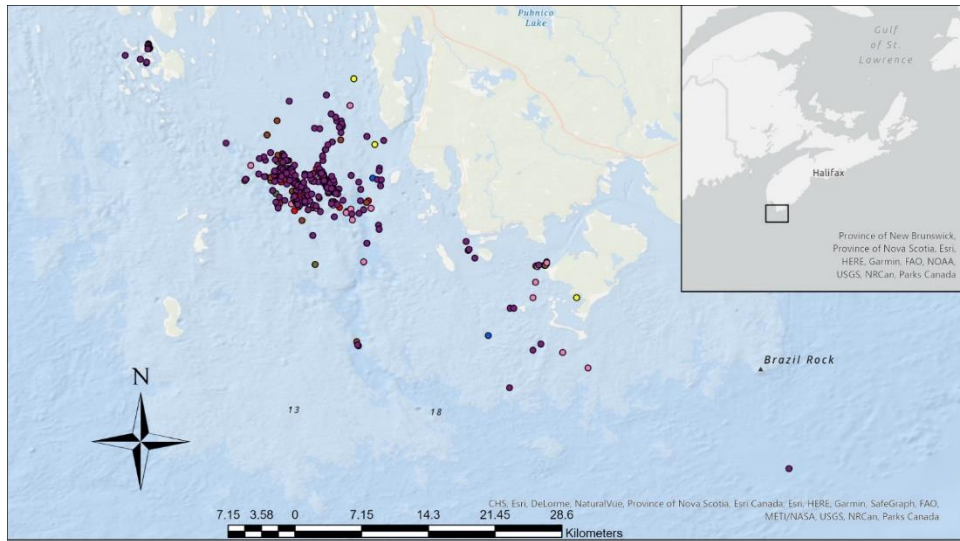 Pubnico
Lake
Gulf
of St.
Lawrence
Halifax
Province of New Brunswick,
Province of Nova Scotia, Esri,
HERE, Garmin, FAO, NOAA,
USGS, NRCan, Parks Canada
Brazil Rock
N
13
18
CHS, Esri, DeLorme, NaturalVue, Province of Nova Scotia, Esri Canada, Esri, HERE, Garmin, SafeGraph, FAO,
METI/NASA, USGS, NRCan, Parks Canada
7.15 3.58 0 7.15 14.3 21.45 28.6
Kilometers